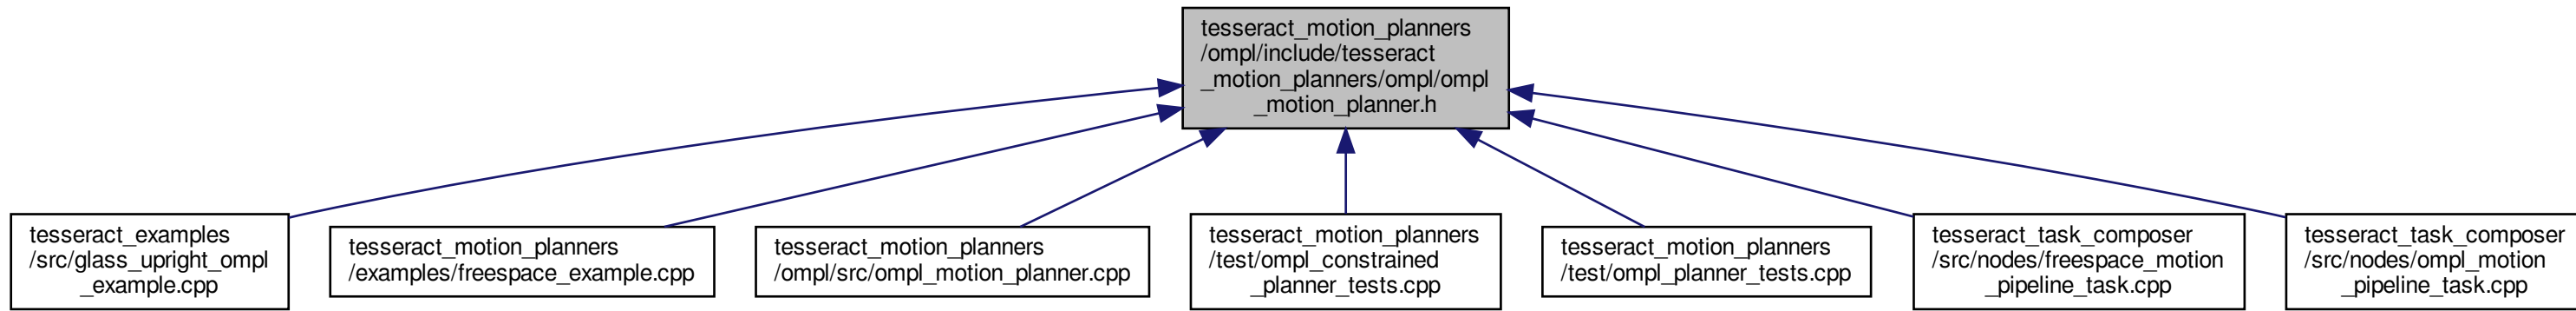 tesseract_motion_planners
/ompl/include/tesseract
_motion_planners/ompl/ompl
_motion_planner.h
tesseract_examples
/src/glass_upright_ompl
_example.cpp
tesseract_motion_planners
/examples/freespace_example.cpp
tesseract_motion_planners
/ompl/src/ompl_motion_planner.cpp
tesseract_motion_planners
/test/ompl_constrained
_planner_tests.cpp
tesseract_motion_planners
/test/ompl_planner_tests.cpp
tesseract_task_composer
/src/nodes/freespace_motion
_pipeline_task.cpp
tesseract_task_composer
/src/nodes/ompl_motion
_pipeline_task.cpp